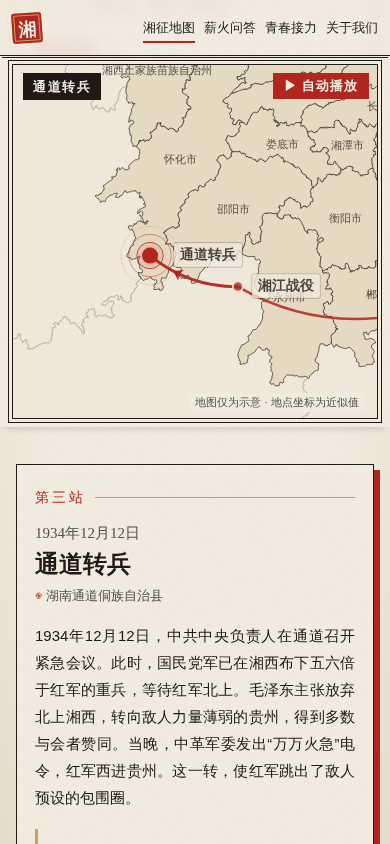 湘
湘征地图 薪火问答 青春接力 关于我们
通道转兵
湘西土家族苗族自治州
▶ 自动播放
长
怀化市
娄底市
湘潭市
邵阳市
衡阳市
通道转兵
湘江战役
永州市
郴
地图仅为示意 · 地点坐标为近似值
第三站
1934年12月12日
通道转兵
湖南通道侗族自治县
1934年12月12日，中共中央负责人在通道召开
紧急会议。此时，国民党军已在湘西布下五六倍
于红军的重兵，等待红军北上。毛泽东主张放弃
北上湘西，转向敌人力量薄弱的贵州，得到多数
与会者赞同。当晚，中革军委发出“万万火急”电
令，红军西进贵州。这一转，使红军跳出了敌人
预设的包围圈。